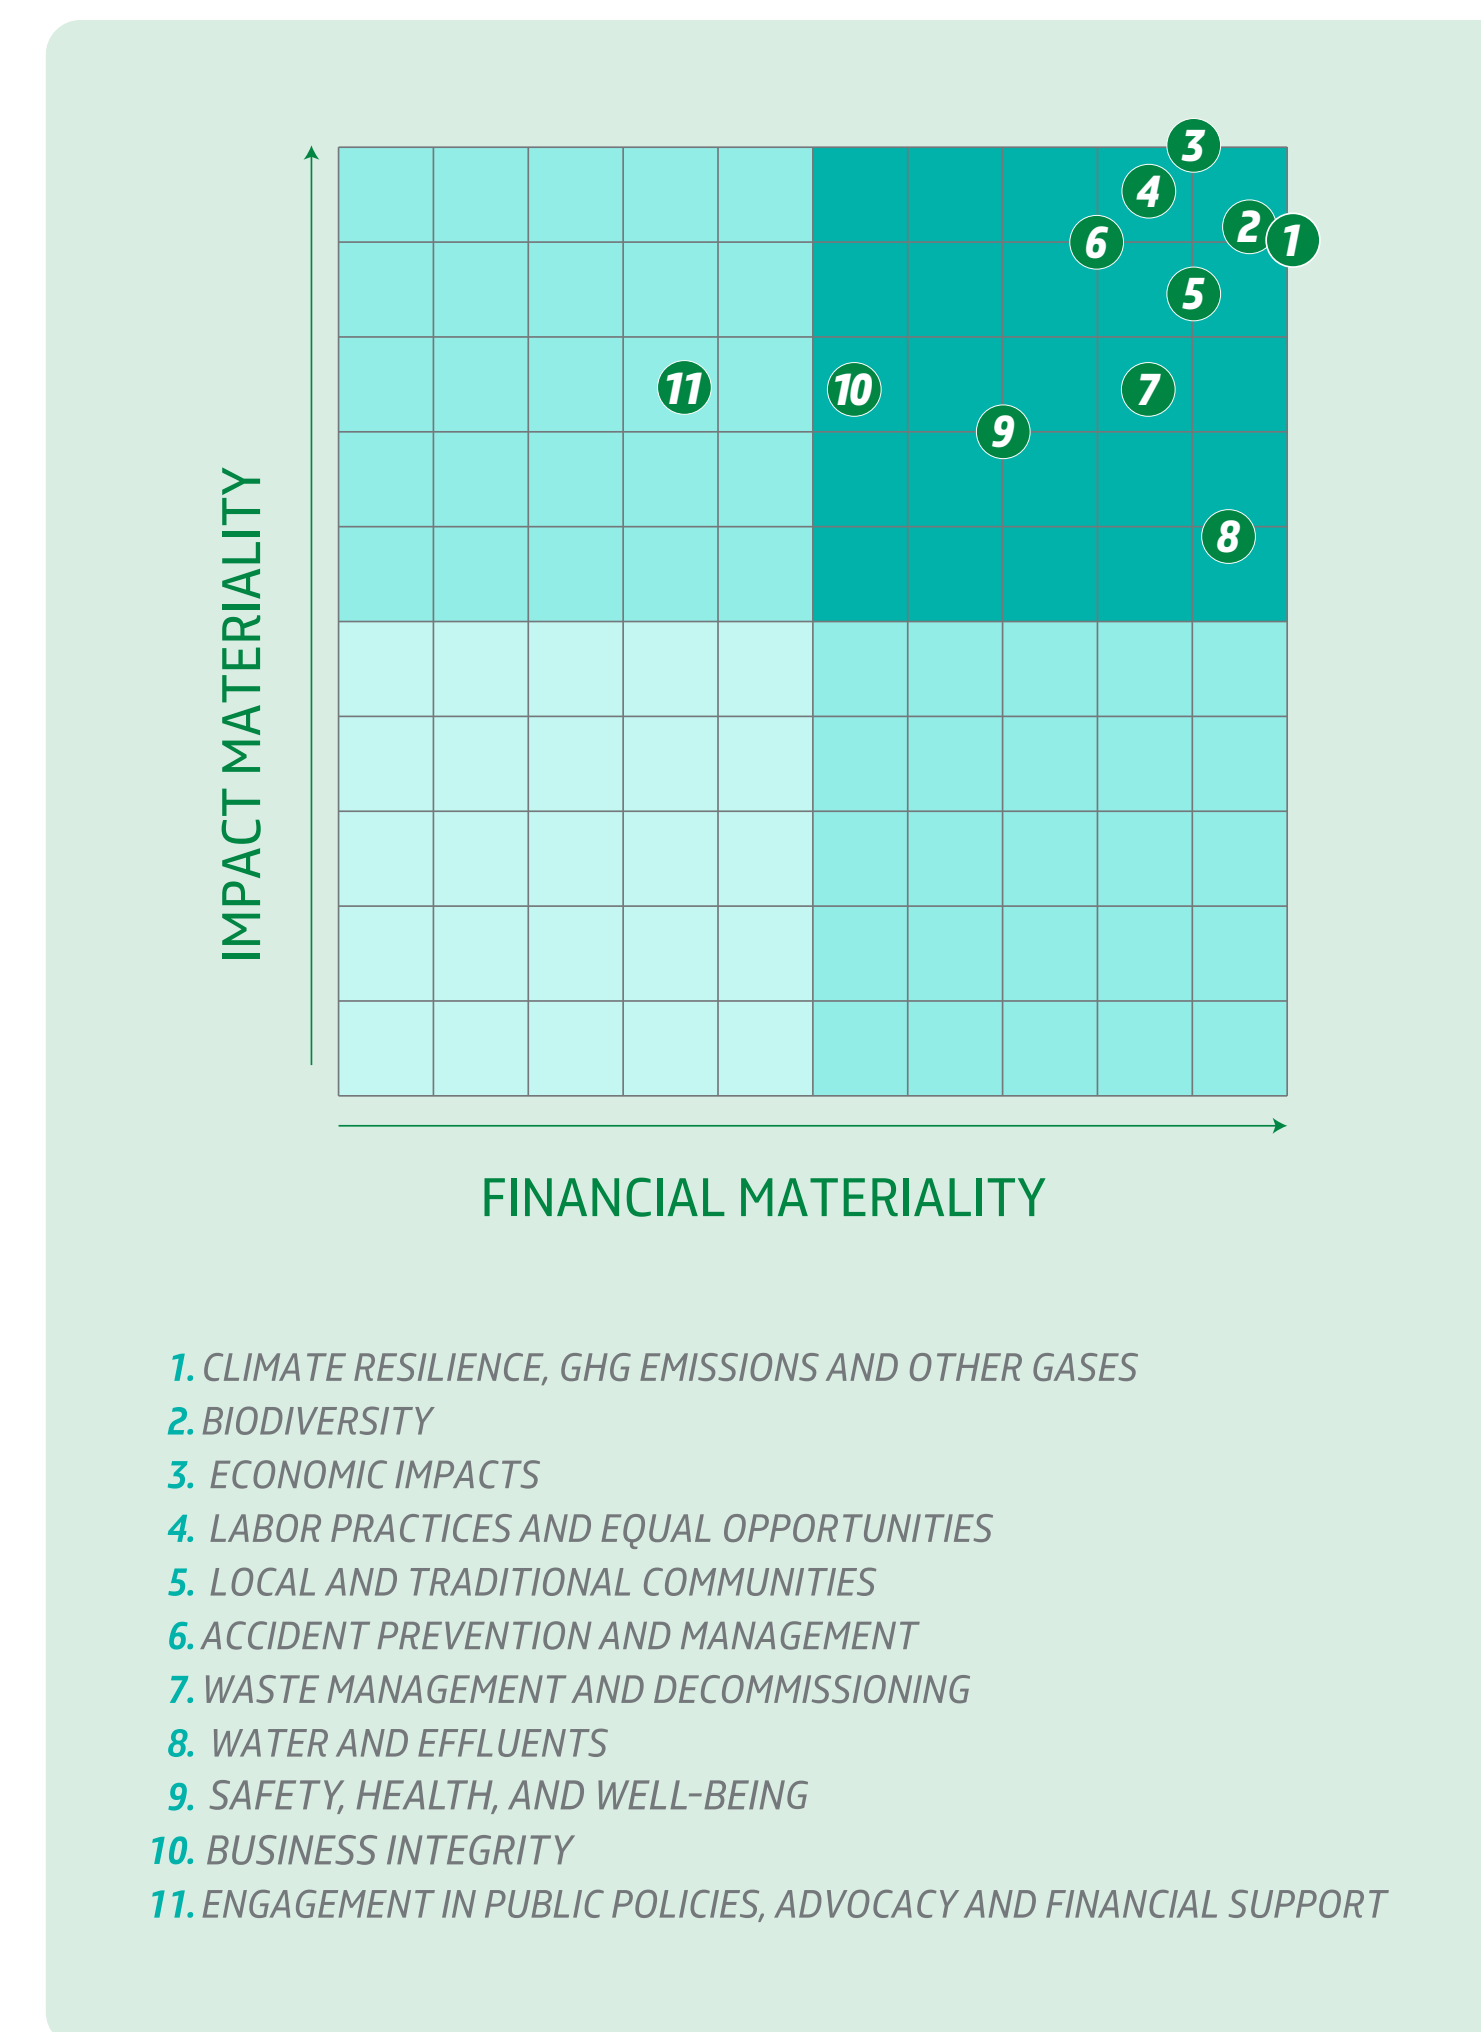 3
4
2
1
6
5
11
10
7
9
8
IMPACT MATERIALITY
FINANCIAL MATERIALITY
1. CLIMATE RESILIENCE, GHG EMISSIONS AND OTHER GASES
2. BIODIVERSITY
3. ECONOMIC IMPACTS
4. LABOR PRACTICES AND EQUAL OPPORTUNITIES
5. LOCAL AND TRADITIONAL COMMUNITIES
6. ACCIDENT PREVENTION AND MANAGEMENT
7. WASTE MANAGEMENT AND DECOMMISSIONING
8. WATER AND EFFLUENTS
9. SAFETY, HEALTH, AND WELL-BEING
10. BUSINESS INTEGRITY
11. ENGAGEMENT IN PUBLIC POLICIES, ADVOCACY AND FINANCIAL SUPPORT